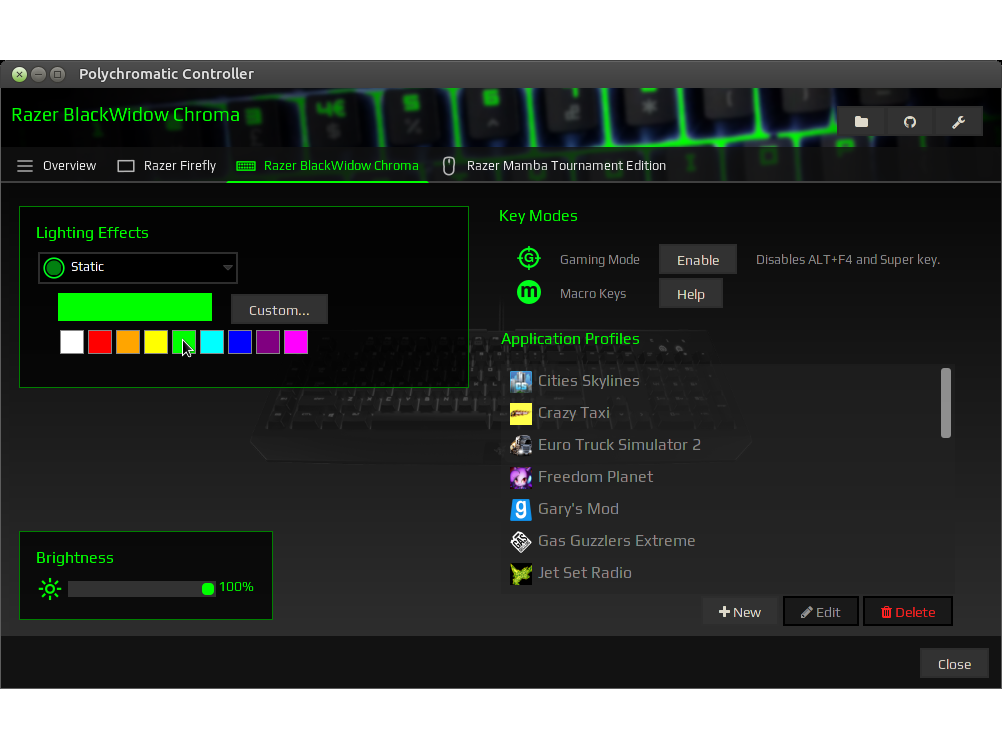 Polychromatic Controller
Razer BlackWidow Chroma
Overview
Razer Firefly
Razer BlackWidow Chroma
Razer Mamba Tournament Edition
Lighting Effects
Static
Custom...
Brightness
100%
Key Modes
Gaming Mode
Enable
Disables ALT+F4 and Super key.
Macro Keys
Help
Application Profiles
Cities Skylines
Crazy Taxi
Euro Truck Simulator 2
Freedom Planet
Gary's Mod
Gas Guzzlers Extreme
Jet Set Radio
New
Edit
Delete
Close